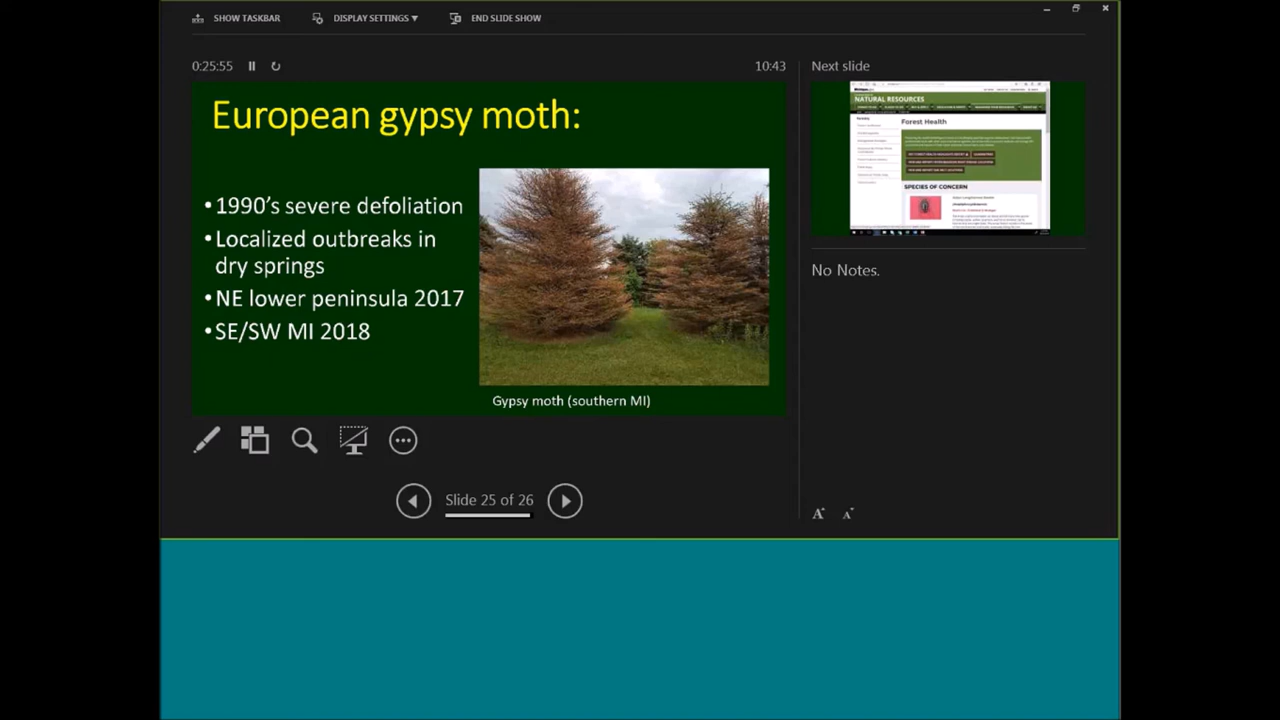 SHOW TASKBAR
DISPLAY SETTINGS ▼
END SLIDE SHOW
0:25:55
10:43
Next slide
European gypsy moth:
•1990's severe defoliation
•Localized outbreaks in
dry springs
•NE lower peninsula 2017
•SE/SW MI 2018
Gypsy moth (southern MI)
NATURAL RESOURCES
Forest Health
SPECIES OF CONCERN
No Notes.
Slide 25 of 26
A
A